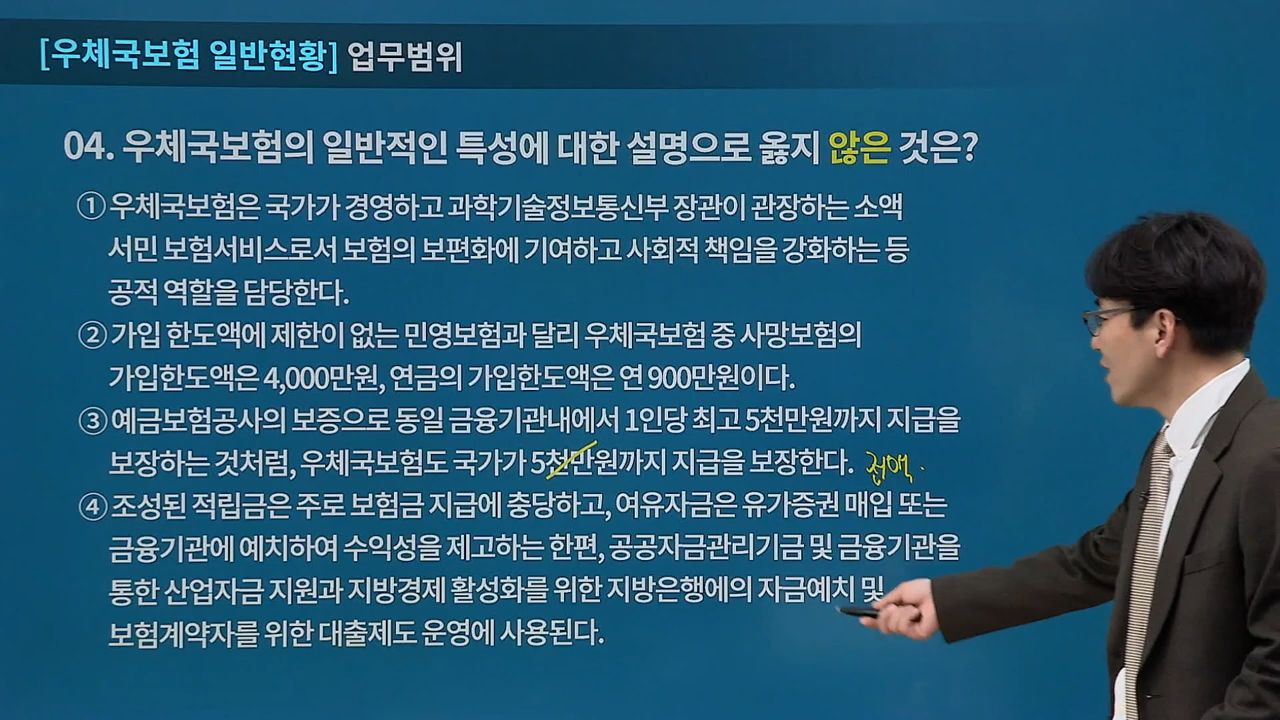 [우체국보험 일반현황] 업무범위
04. 우체국보험의 일반적인 특성에 대한 설명으로 옳지 않은 것은?
① 우체국보험은 국가가 경영하고 과학기술정보통신부 장관이 관장하는 소액
서민 보험서비스로서 보험의 보편화에 기여하고 사회적 책임을 강화하는 등
공적 역할을 담당한다.
② 가입 한도액에 제한이 없는 민영보험과 달리 우체국보험 중 사망보험의
가입한도액은 4,000만원, 연금의 가입한도액은 연 900만원이다.
③ 예금보험공사의 보증으로 동일 금융기관내에서 1인당 최고 5천만원까지 지급을
보장하는 것처럼, 우체국보험도 국가가 5천만원까지 지급을 보장한다. 전액.
④ 조성된 적립금은 주로 보험금 지급에 충당하고, 여유자금은 유가증권 매입 또는
금융기관에 예치하여 수익성을 제고하는 한편, 공공자금관리기금 및 금융기관을
통한 산업자금 지원과 지방경제 활성화를 위한 지방은행에의 자금예치 및
보험계약자를 위한 대출제도 운영에 사용된다.